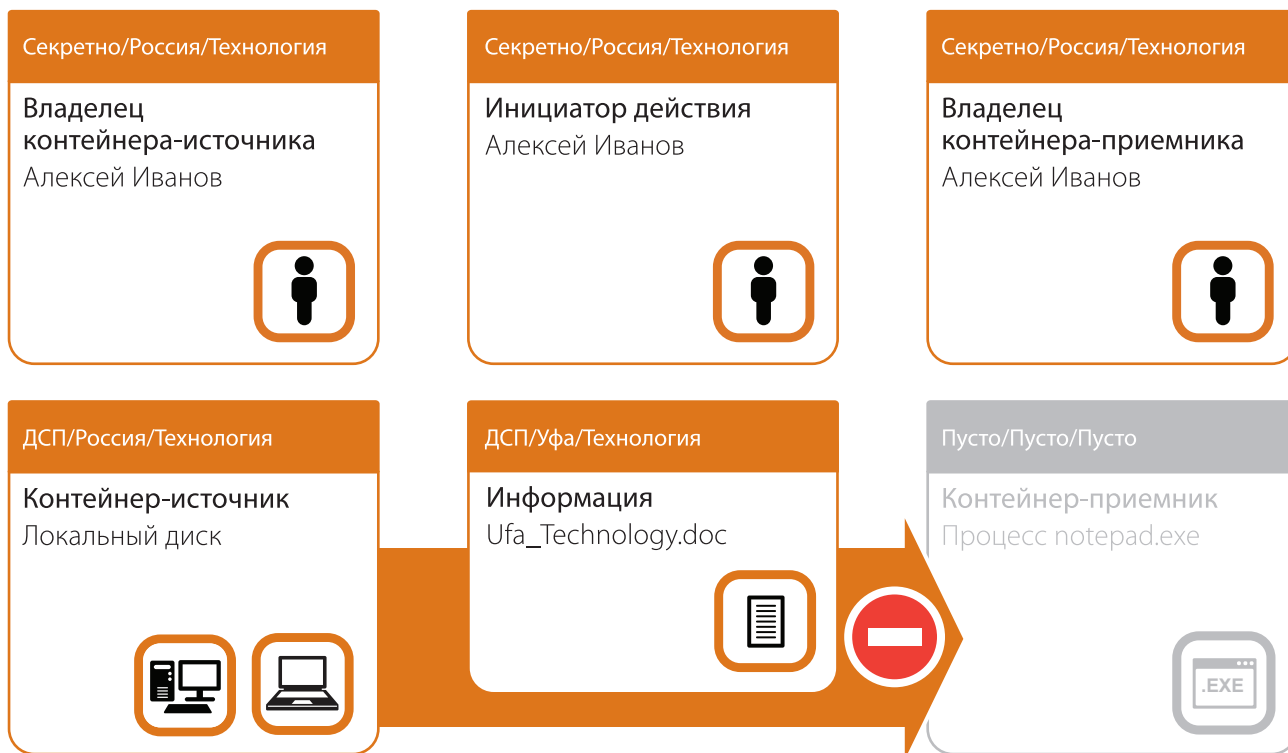 Секретно/Россия/Технология
Владелец
контейнера-источника
Алексей Иванов
Секретно/Россия/Технология
Инициатор действия
Алексей Иванов
Секретно/Россия/Технология
Владелец
контейнера-приемника
Алексей Иванов
ДСП/Россия/Технология
Контейнер-источник
Локальный диск
ДСП/Уфа/Технология
Информация
Ufa_Technology.doc
Пусто/Пусто/Пусто
Контейнер-приемник
Процесс notepad.exe
.EXE